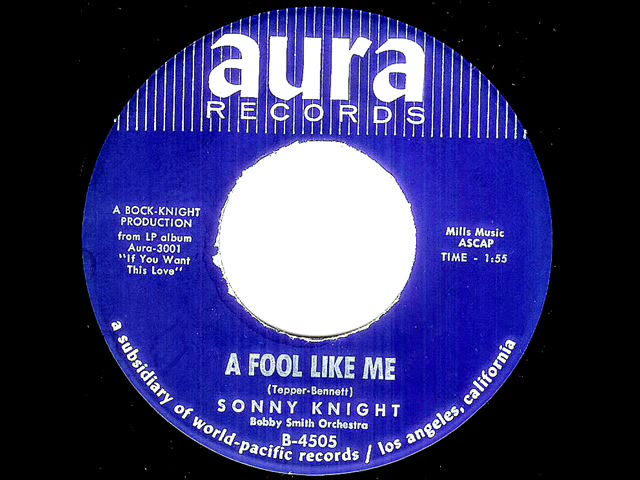 aura
RECORDS
A BOCK-KNIGHT
PRODUCTION
from LP album
Aura-3001
"If You Want
This Love"
Mills Music
ASCAP
TIME - 1:55
A FOOL LIKE ME
(Tepper-Bennett)
SONNY KNIGHT
Bobby Smith Orchestra
B-4505
a subsidiary of world-pacific records / los angeles, california